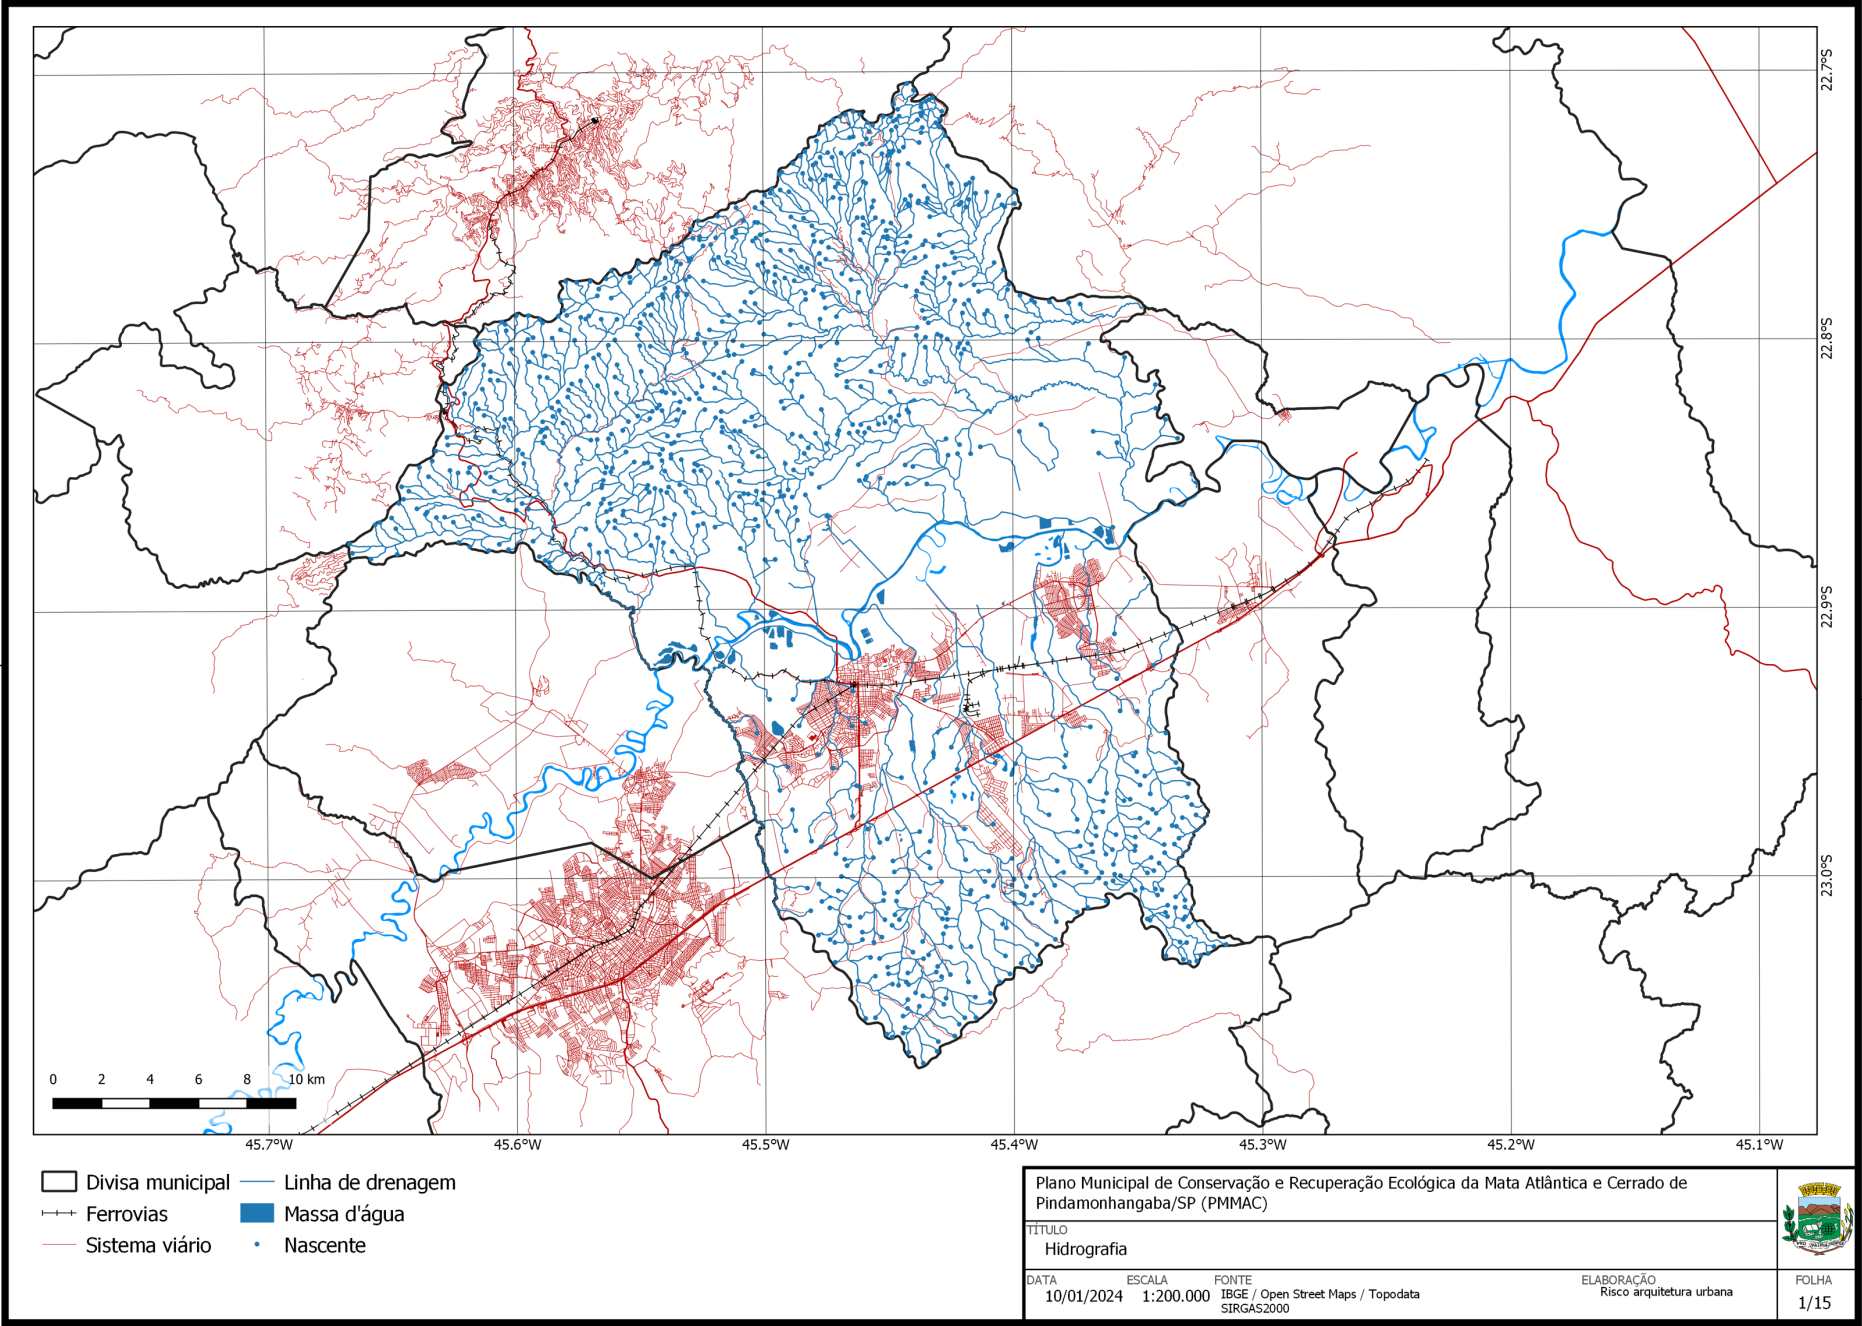 22.7°S
22.8°S
22.9°S
23.0°S
0 2 4 6 8 10 km
45.7°W 45.6°W 45.5°W 45.4°W 45.3°W 45.2°W 45.1°W
Divisa municipal
Ferrovias
Sistema viário
Linha de drenagem
Massa d'água
Nascente
Plano Municipal de Conservação e Recuperação Ecológica da Mata Atlântica e Cerrado de
Pindamonhangaba/SP (PMMAC)
TÍTULO
Hidrografia
DATA
10/01/2024
ESCALA
1:200.000
FONTE
IBGE / Open Street Maps / Topodata
SIRGAS2000
ELABORAÇÃO
Risco arquitetura urbana
FOLHA
1/15